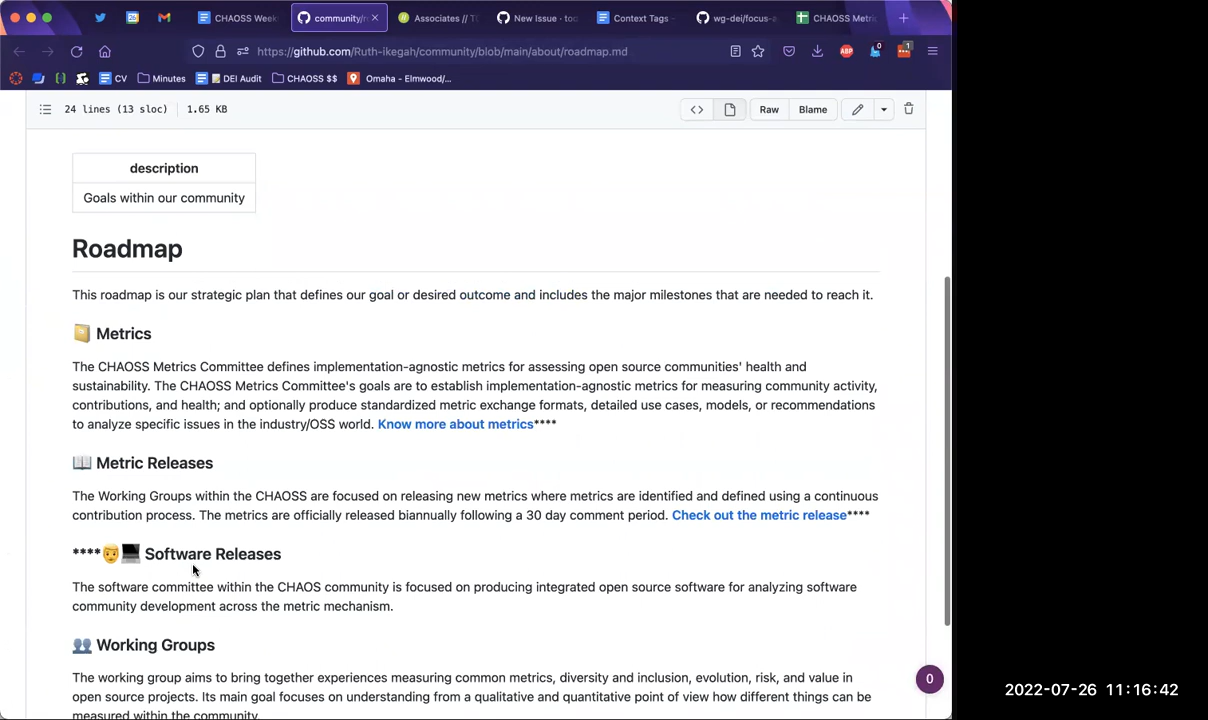 CHAOSS Week
community/r
Associates // T
New Issue · too
Context Tags -
wg-dei/focus-a
CHAOSS Metri
https://github.com/Ruth-ikegah/community/blob/main/about/roadmap.md
ABP
0
1
CV
Minutes
DEI Audit
CHAOSS $$
Omaha - Elmwood/...
24 lines (13 sloc)
1.65 KB
Raw
Blame
description
Goals within our community
Roadmap
This roadmap is our strategic plan that defines our goal or desired outcome and includes the major milestones that are needed to reach it.
Metrics
The CHAOSS Metrics Committee defines implementation-agnostic metrics for assessing open source communities' health and
sustainability. The CHAOSS Metrics Committee's goals are to establish implementation-agnostic metrics for measuring community activity,
contributions, and health; and optionally produce standardized metric exchange formats, detailed use cases, models, or recommendations
to analyze specific issues in the industry/OSS world. Know more about metrics****
Metric Releases
The Working Groups within the CHAOSS are focused on releasing new metrics where metrics are identified and defined using a continuous
contribution process. The metrics are officially released biannually following a 30 day comment period. Check out the metric release****
**** Software Releases
The software committee within the CHAOS community is focused on producing integrated open source software for analyzing software
community development across the metric mechanism.
Working Groups
The working group aims to bring together experiences measuring common metrics, diversity and inclusion, evolution, risk, and value in
open source projects. Its main goal focuses on understanding from a qualitative and quantitative point of view how different things can be
measured within the community.
0
2022-07-26 11:16:42